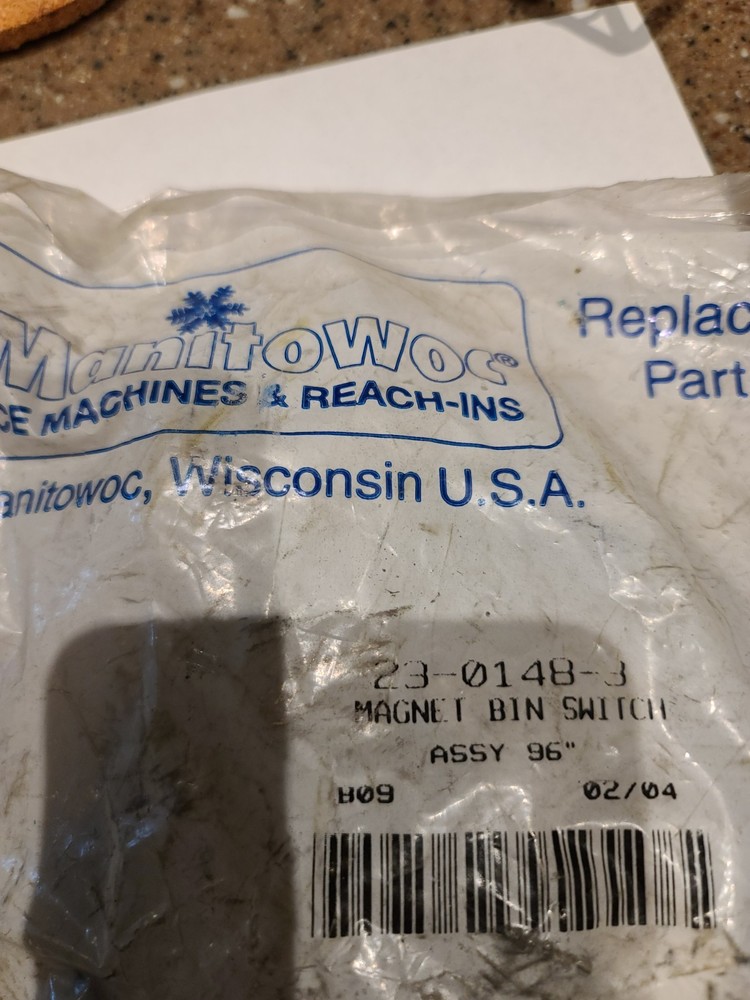 Manitowoc®
CE MACHINES & REACH-INS
anitowoc, Wisconsin U.S.A.
Replac
Part
23-0148-3
MAGNET BIN SWITCH
ASSY 96"
B09 02/04